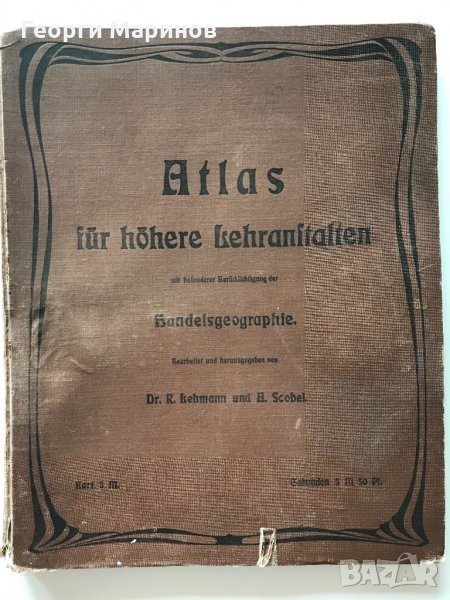 Георги Маринов
Atlas
für höhere Lehranstalten
mit besonderer Berücksichtigung der
Handelsgeographie.
Bearbeitet und herausgegeben von
Dr. R. Lehmann und A. Scobel.
Kart. 5 M.
Gebunden 5 M 50 Pf.
BAZAR